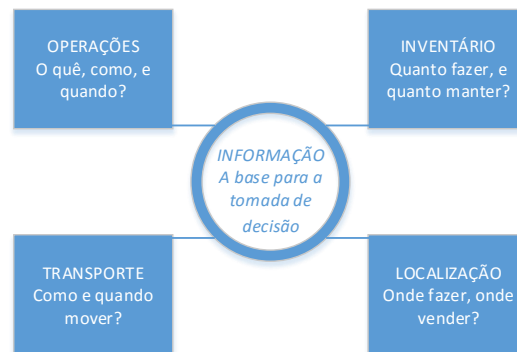 OPERAÇÕES
O quê, como, e
quando?
INVENTÁRIO
Quanto fazer, e
quanto manter?
INFORMAÇÃO
A base para a
tomada de
decisão
TRANSPORTE
Como e quando
mover?
LOCALIZAÇÃO
Onde fazer, onde
vender?